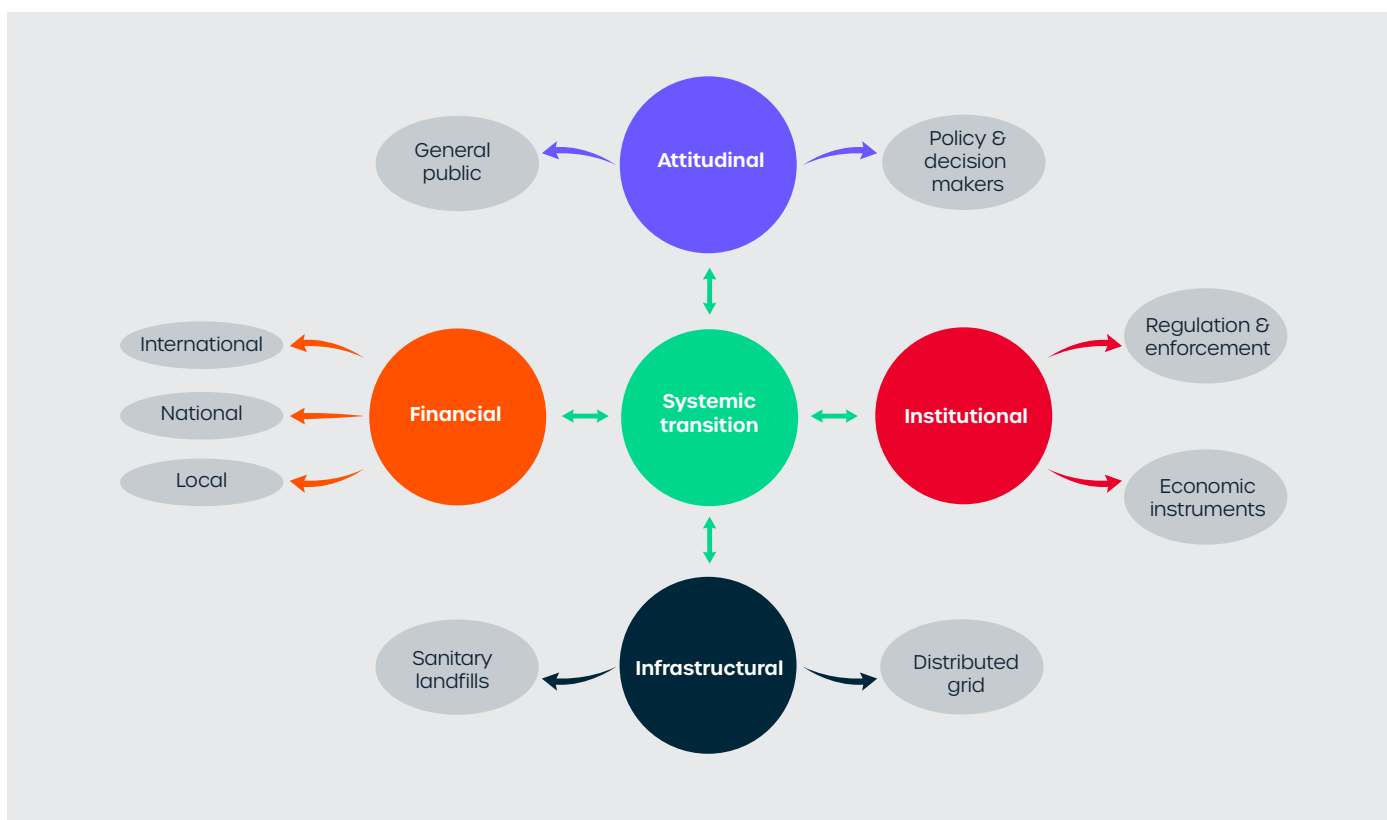 General
public
Attitudinal
Policy &
decision
makers
International
National
Local
Financial
Systemic
transition
Institutional
Regulation &
enforcement
Economic
instruments
Sanitary
landfills
Infrastructural
Distributed
grid